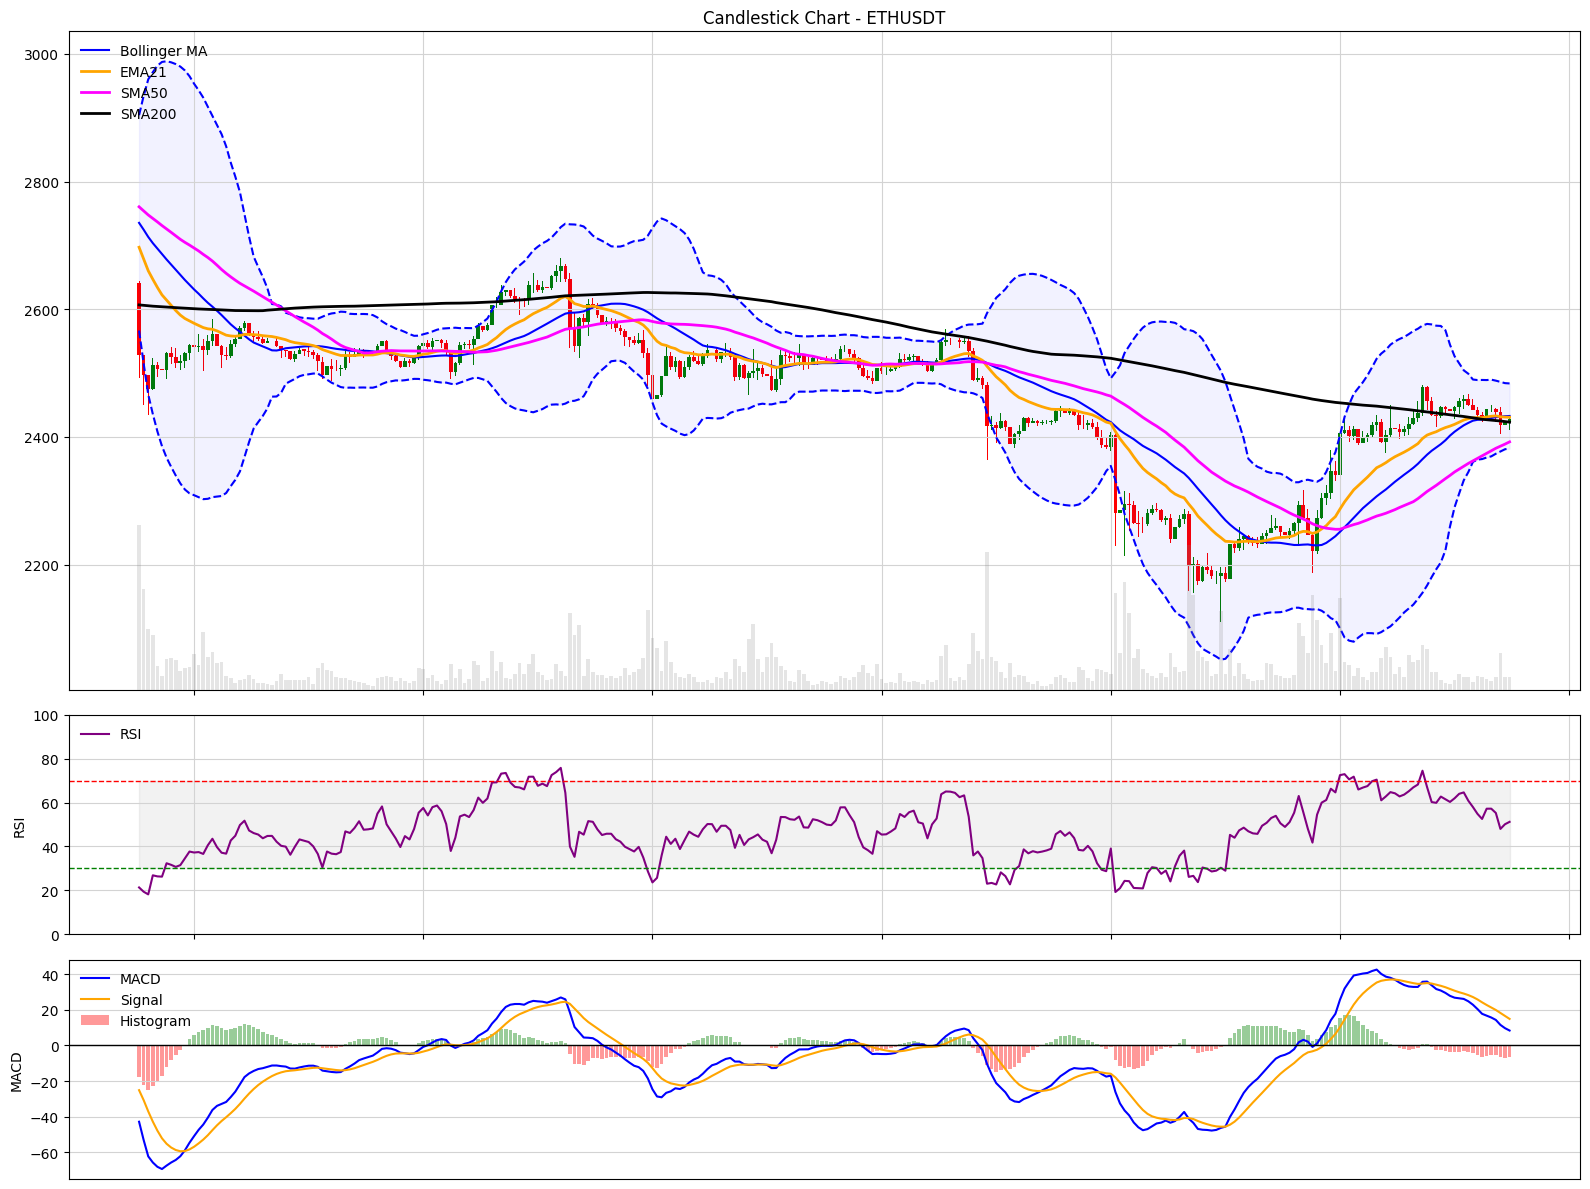 Candlestick Chart - ETHUSDT
Bollinger MA
EMA21
SMA50
SMA200
3000
2800
2600
2400
2200
RSI
100
80
60
40
20
0
RSI
MACD
Signal
Histogram
40
20
0
−20
−40
−60
MACD